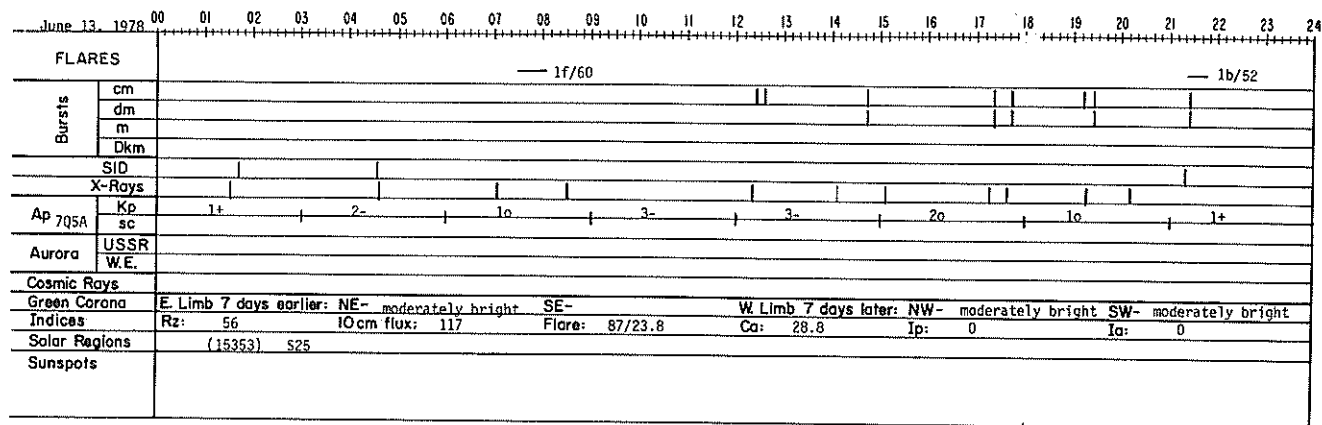 June 13, 1978 00 01 02 03 04 05 06 07 08 09 10 11 12 13 14 15 16 17 18 19 20 21 22 23 24
FLARES
1f/60 1b/52
Bursts
cm
dm
m
Dkm
SID
X-Rays
Ap 7Q5A
Kp 1+ 2- 1o 3- 3- 2o 1o 1+
sc
Aurora
USSR
W.E.
Cosmic Rays
Green Corona E. Limb 7 days earlier: NE- moderately bright SE- W. Limb 7 days later: NW- moderately bright SW- moderately bright
Indices Rz: 56 10cm flux: 117 Flare: 87/23.8 Ca: 28.8 Ip: 0 Ia: 0
Solar Regions (15353) S25
Sunspots